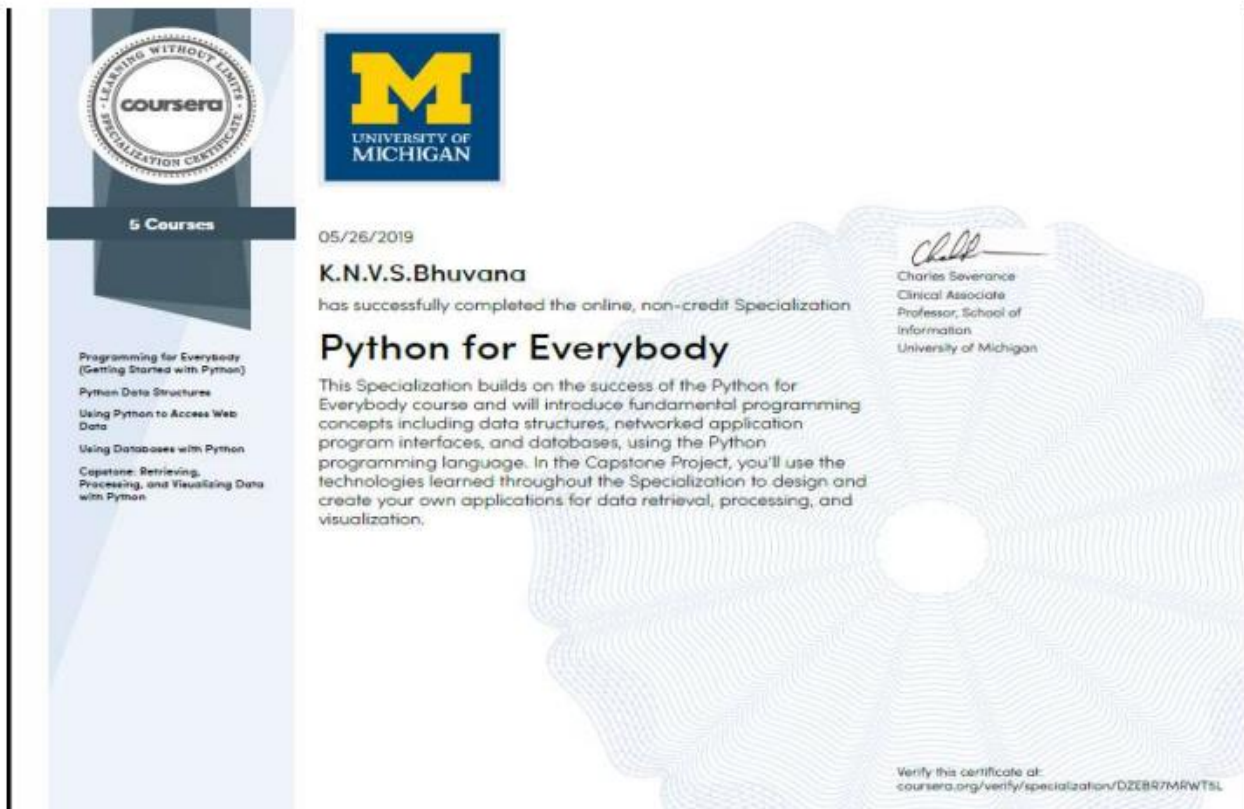 LEARNING WITHOUT LIMITS
coursera
SPECIALIZATION CERTIFICATE
5 Courses
Programming for Everybody
(Getting Started with Python)
Python Data Structures
Using Python to Access Web
Data
Using Databases with Python
Capstone: Retrieving,
Processing, and Visualizing Data
with Python
M
UNIVERSITY OF
MICHIGAN
05/26/2019
K.N.V.S.Bhuvana
has successfully completed the online, non-credit Specialization
Python for Everybody
This Specialization builds on the success of the Python for
Everybody course and will introduce fundamental programming
concepts including data structures, networked application
program interfaces, and databases, using the Python
programming language. In the Capstone Project, you'll use the
technologies learned throughout the Specialization to design and
create your own applications for data retrieval, processing, and
visualization.
Charles Severance
Clinical Associate
Professor, School of
Information
University of Michigan
Verify this certificate at:
coursera.org/verify/specialization/DZEBR7MRWT5L